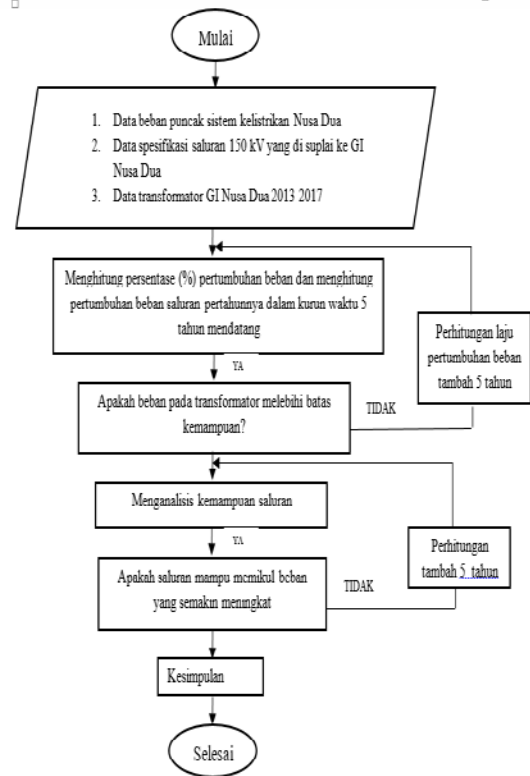 Mulai
1. Data beban puncak sistem kelistrikan Nusa Dua
2. Data spesifikasi saluran 150 kV yang di suplai ke GI
Nusa Dua
3. Data transformator GI Nusa Dua 2013 2017
Menghitung persentase (%) pertumbuhan beban dan menghitung
pertumbuhan beban saluran pertahunnya dalam kurun waktu 5
tahun mendatang
Perhitungan laju
pertumbuhan beban
tambah 5 tahun
YA
Apakah beban pada transformator melebihi batas
kemampuan?
TIDAK
Menganalisis kemampuan saluran
YA
Perhitungan
tambah 5 tahun
Apakah saluran mampu memikul beban
yang semakin meningkat
TIDAK
Kesimpulan
Selesai